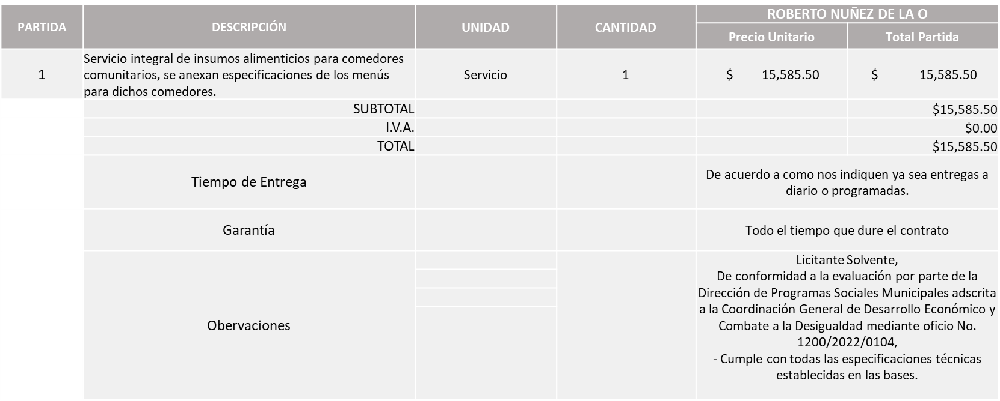 PARTIDA DESCRIPCIÓN UNIDAD CANTIDAD ROBERTO NUÑEZ DE LA O
Precio Unitario Total Partida
1 Servicio integral de insumos alimenticios para comedores
comunitarios, se anexan especificaciones de los menús
para dichos comedores. Servicio 1 $ 15,585.50 $ 15,585.50
SUBTOTAL $15,585.50
I.V.A. $0.00
TOTAL $15,585.50
Tiempo de Entrega De acuerdo a como nos indiquen ya sea entregas a
diario o programadas.
Garantía Todo el tiempo que dure el contrato
Obervaciones Licitante Solvente,
De conformidad a la evaluación por parte de la
Dirección de Programas Sociales Municipales adscrita
a la Coordinación General de Desarrollo Económico y
Combate a la Desigualdad mediante oficio No.
1200/2022/0104,
- Cumple con todas las especificaciones técnicas
establecidas en las bases.